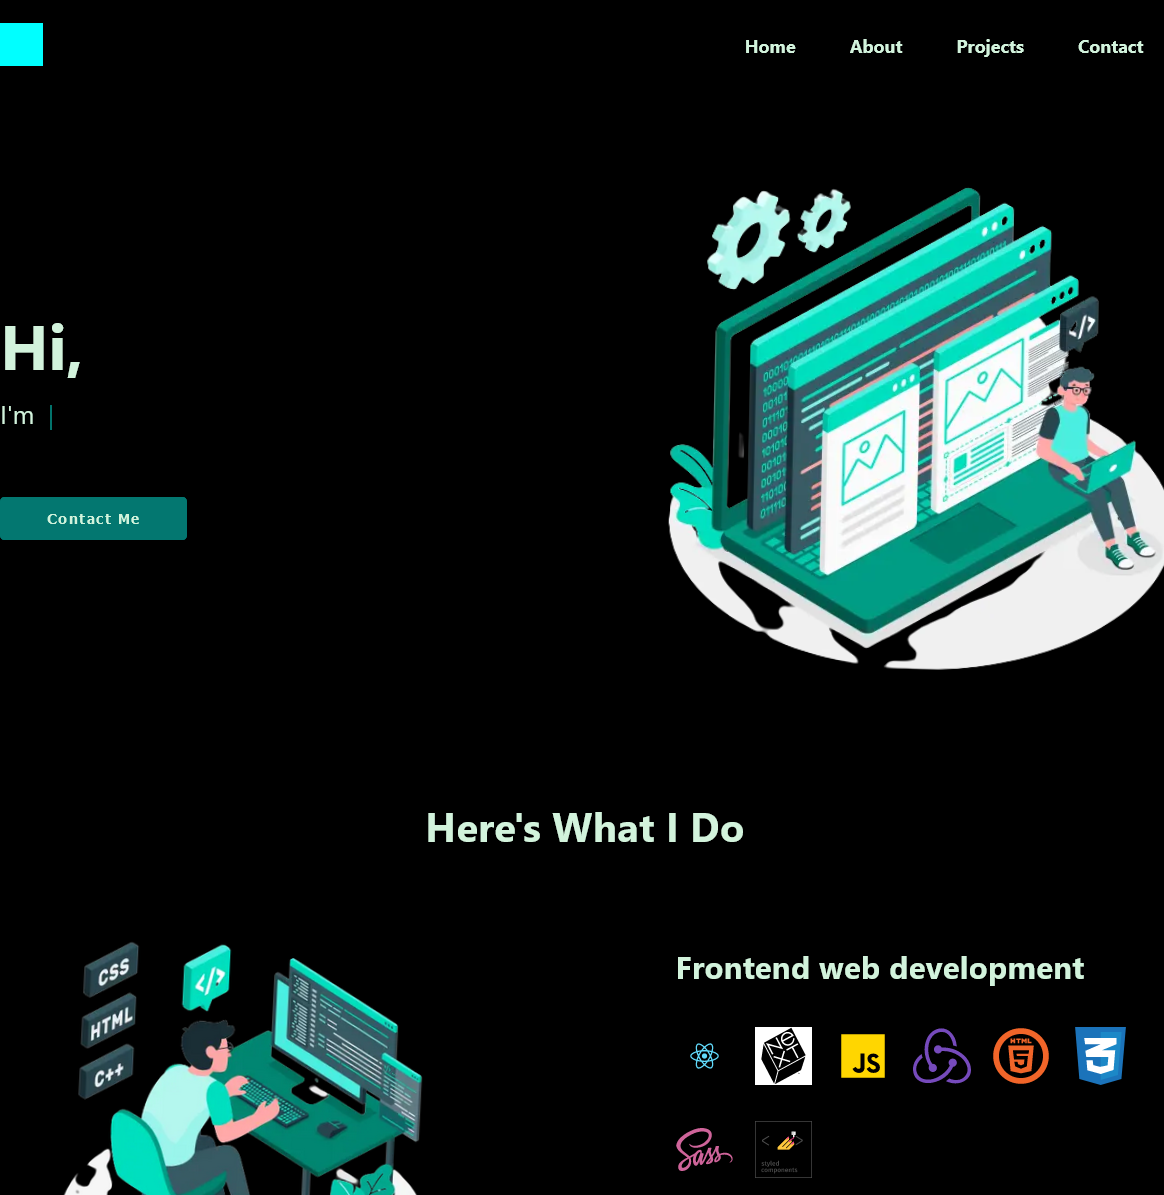 Home About Projects Contact
Hi,
I'm
Contact Me
</>
Here's What I Do
Frontend web development
CSS
</>
HTML
C++
NEXT
JS
HTML
5
3
Sass
styled
components